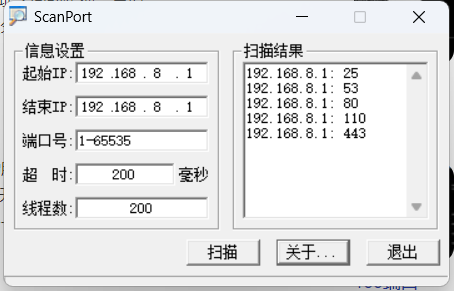 ScanPort
信息设置
起始IP: 192 .168 . 8 . 1
结束IP: 192 .168 . 8 . 1
端口号: 1-65535
超 时: 200 毫秒
线程数: 200
扫描结果
192.168.8.1: 25
192.168.8.1: 53
192.168.8.1: 80
192.168.8.1: 110
192.168.8.1: 443
扫描 关于... 退出